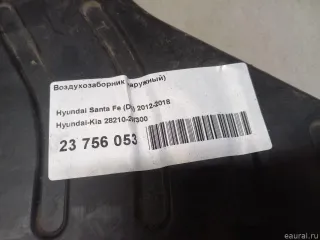 Воздухозаборник (наружный)
Hyundai Santa Fe (DM) 2012-2018
Hyundai-Kia 28210-2W300
23 756 053
© eaural.ru